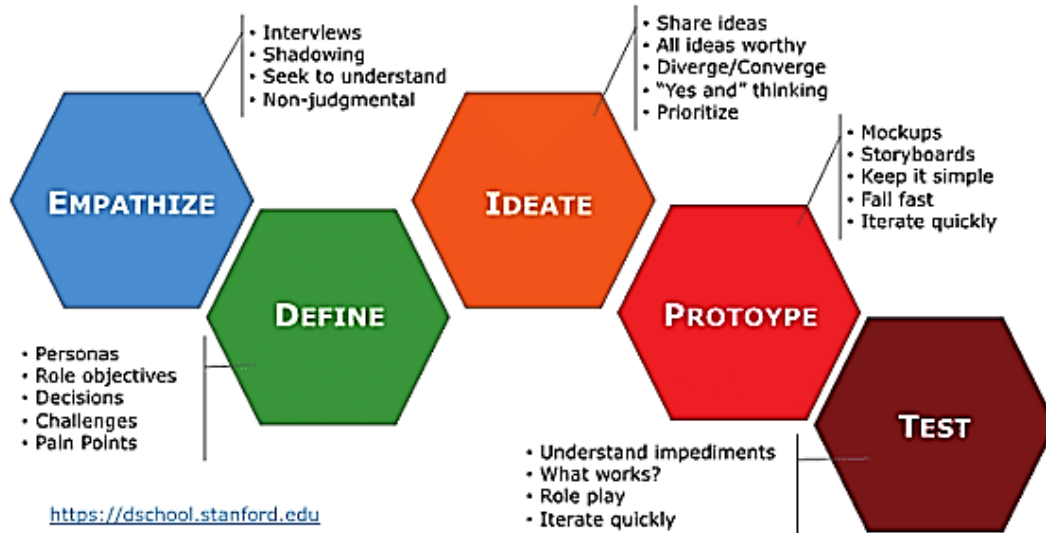 EMPATHIZE
• Interviews
• Shadowing
• Seek to understand
• Non-judgmental
DEFINE
• Personas
• Role objectives
• Decisions
• Challenges
• Pain Points
IDEATE
• Share ideas
• All ideas worthy
• Diverge/Converge
• “Yes and” thinking
• Prioritize
PROTOYPE
• Mockups
• Storyboards
• Keep it simple
• Fall fast
• Iterate quickly
TEST
• Understand impediments
• What works?
• Role play
• Iterate quickly
https://dschool.stanford.edu